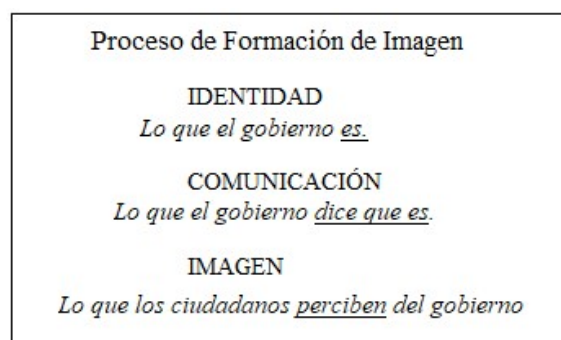 Proceso de Formación de Imagen
IDENTIDAD
Lo que el gobierno es.
COMUNICACIÓN
Lo que el gobierno dice que es.
IMAGEN
Lo que los ciudadanos perciben del gobierno